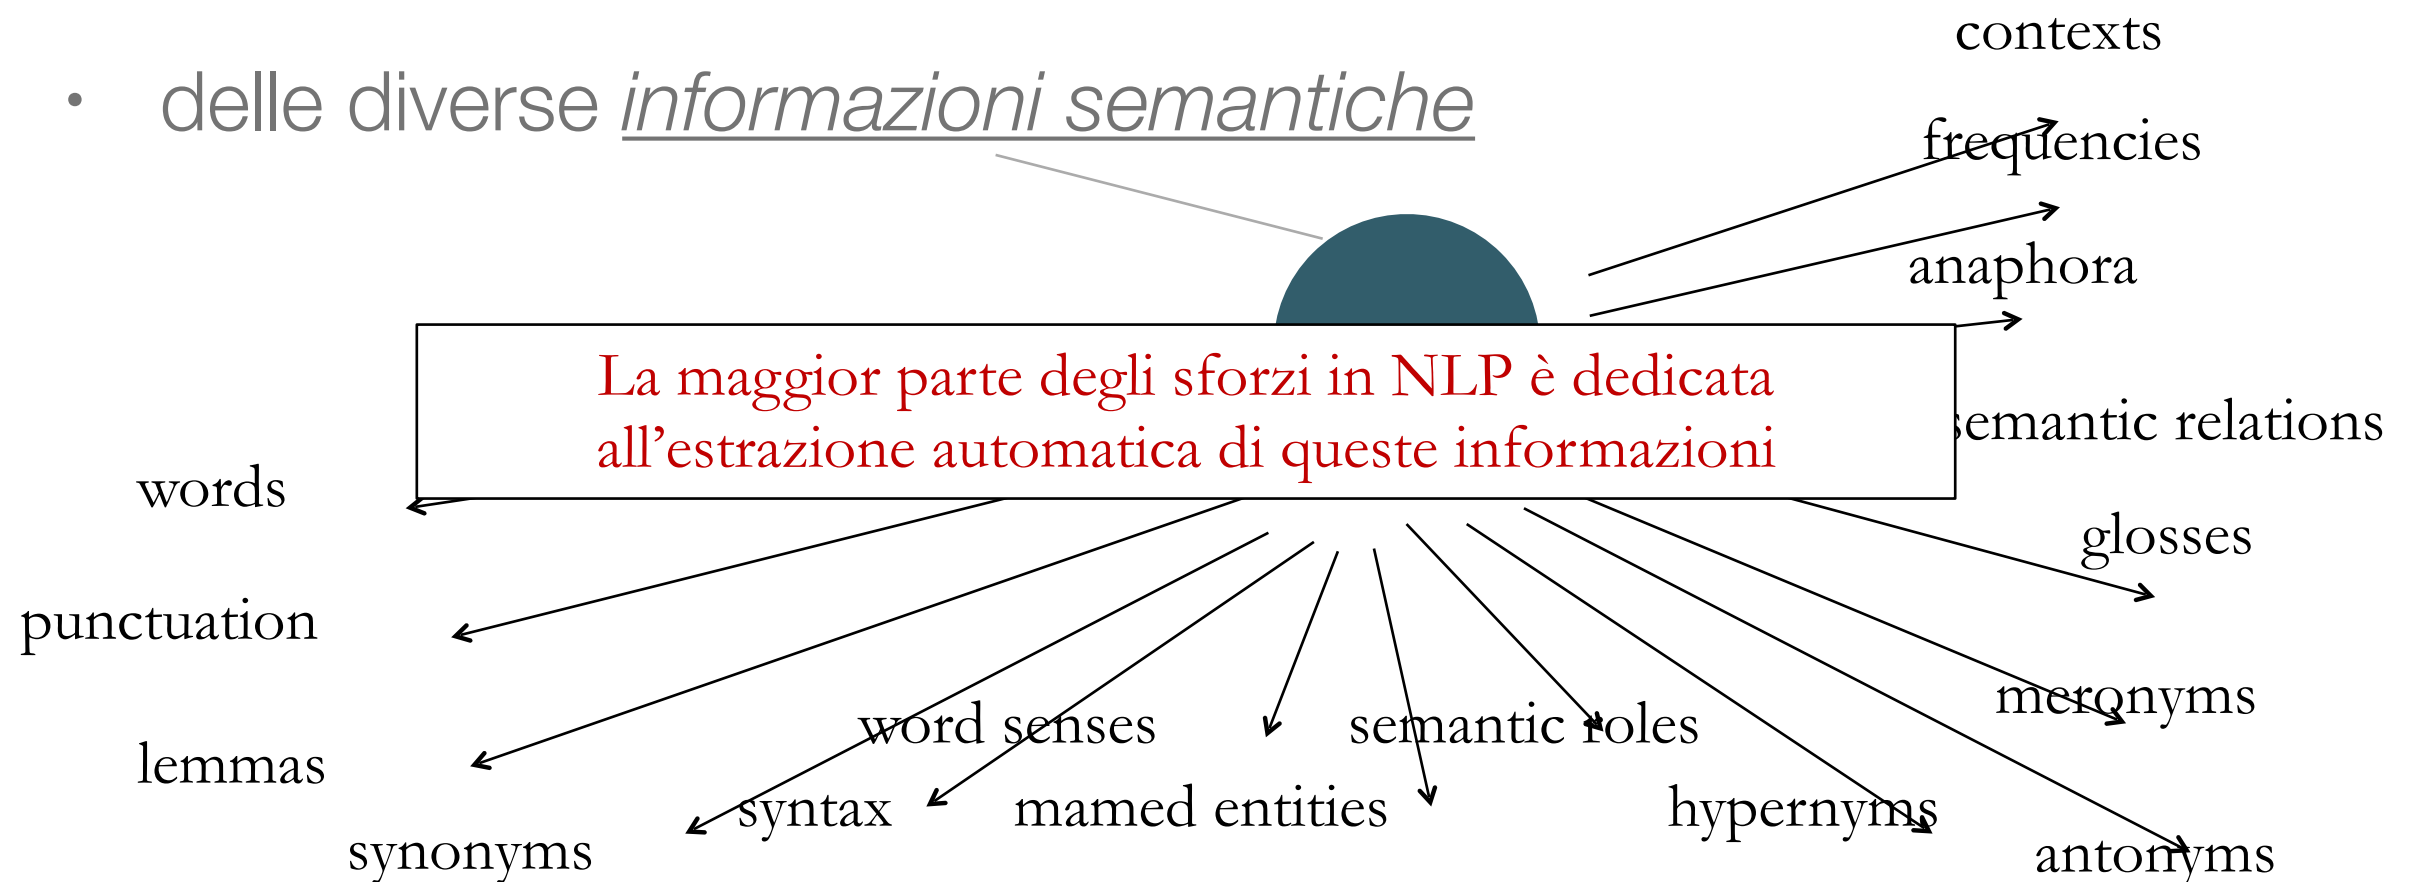 contexts
• delle diverse informazioni semantiche
frequencies
anaphora
La maggior parte degli sforzi in NLP è dedicata
all’estrazione automatica di queste informazioni
semantic relations
words
glosses
punctuation
meronyms
word senses
semantic roles
lemmas
syntax
mamed entities
hypernyms
synonyms
antonyms